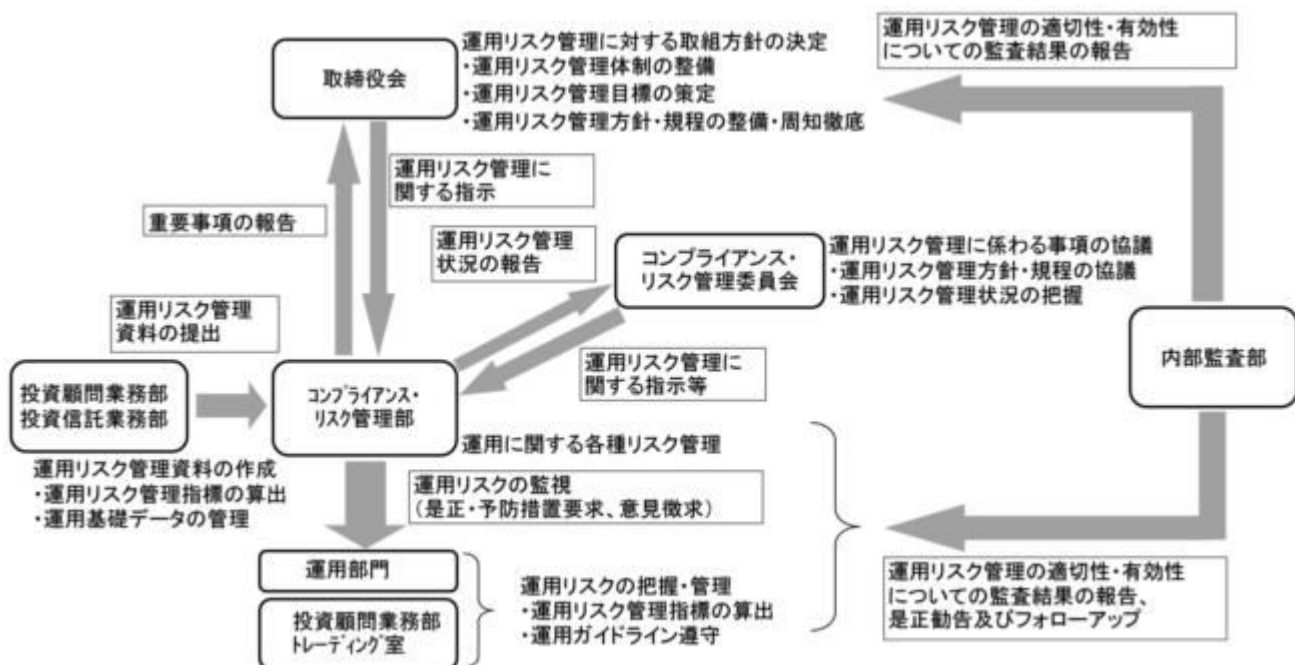 運用リスク管理に対する取組方針の決定
・運用リスク管理体制の整備
・運用リスク管理目標の策定
・運用リスク管理方針・規程の整備・周知徹底
取締役会
運用リスク管理の適切性・有効性
についての監査結果の報告
運用リスク管理に
関する指示
重要事項の報告
運用リスク管理
状況の報告
コンプライアンス・
リスク管理委員会
運用リスク管理に係わる事項の協議
・運用リスク管理方針・規程の協議
・運用リスク管理状況の把握
運用リスク管理
資料の提出
運用リスク管理に
関する指示等
内部監査部
投資顧問業務部
投資信託業務部
コンプライアンス・
リスク管理部
運用に関する各種リスク管理
運用リスク管理資料の作成
・運用リスク管理指標の算出
・運用基礎データの管理
運用リスクの監視
(是正・予防措置要求、意見徴求)
運用部門
投資顧問業務部
トレーディング室
運用リスクの把握・管理
・運用リスク管理指標の算出
・運用ガイドライン遵守
運用リスク管理の適切性・有効性
についての監査結果の報告、
是正勧告及びフォローアップ